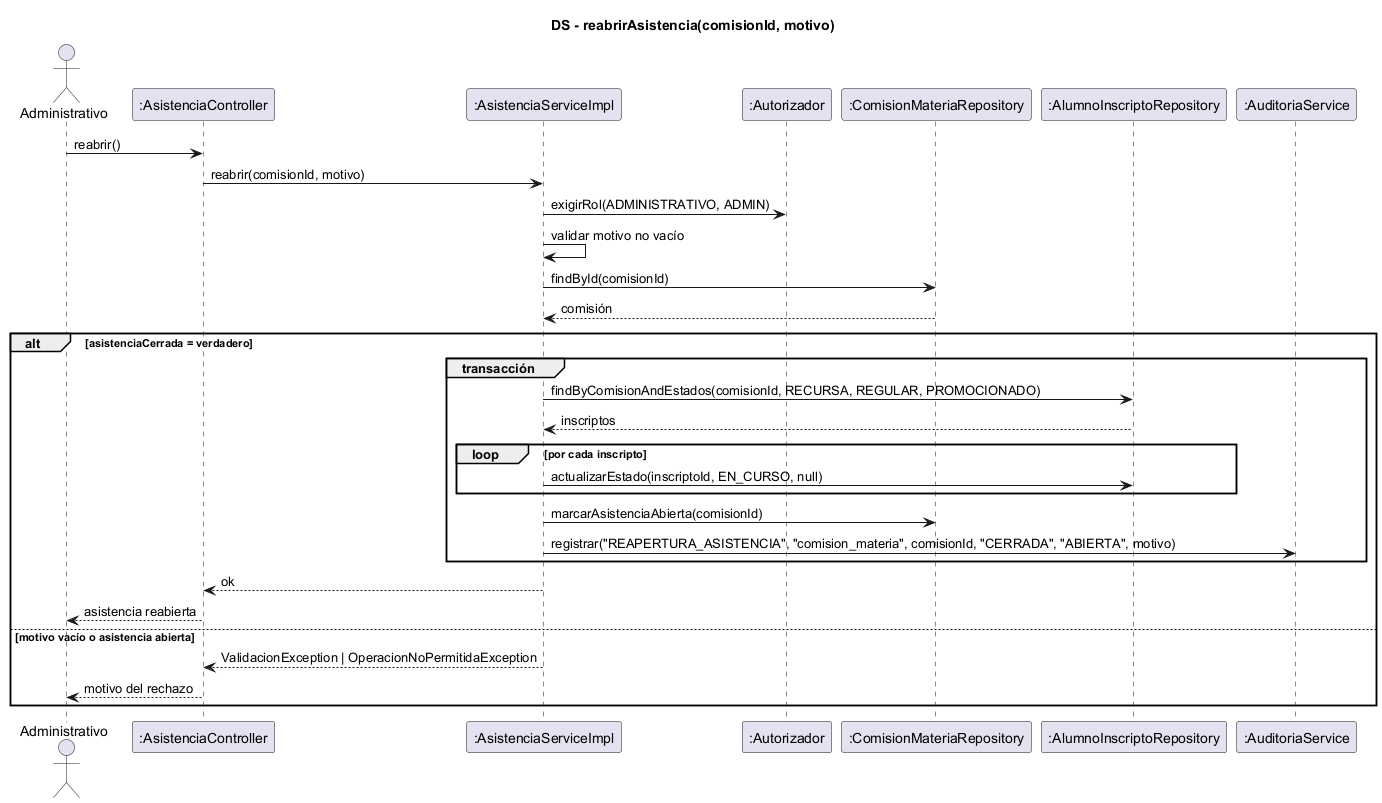 DS - reabrirAsistencia(comisionId, motivo)
Administrativo
:AsistenciaController
:AsistenciaServiceImpl
:Autorizador
:ComisionMateriaRepository
:AlumnoInscriptoRepository
:AuditoriaService
reabrir()
reabrir(comisionId, motivo)
exigirRol(ADMINISTRATIVO, ADMIN)
validar motivo no vacío
findById(comisionId)
comisión
alt
[asistenciaCerrada = verdadero]
transacción
findByComisionAndEstados(comisionId, RECURSA, REGULAR, PROMOCIONADO)
inscriptos
loop
[por cada inscripto]
actualizarEstado(inscriptoId, EN_CURSO, null)
marcarAsistenciaAbierta(comisionId)
registrar("REAPERTURA_ASISTENCIA", "comision_materia", comisionId, "CERRADA", "ABIERTA", motivo)
ok
asistencia reabierta
[motivo vacío o asistencia abierta]
ValidacionException | OperacionNoPermitidaException
motivo del rechazo
Administrativo
:AsistenciaController
:AsistenciaServiceImpl
:Autorizador
:ComisionMateriaRepository
:AlumnoInscriptoRepository
:AuditoriaService